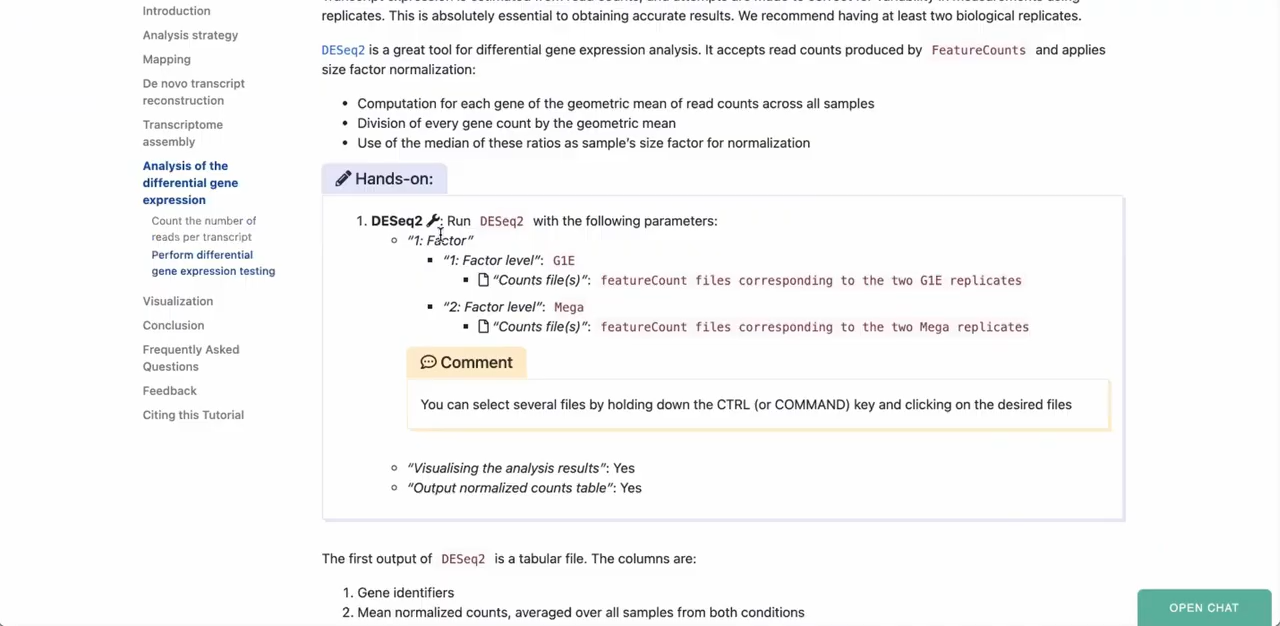 Introduction
Analysis strategy
Mapping
De novo transcript
reconstruction
Transcriptome
assembly
Analysis of the
differential gene
expression
Count the number of
reads per transcript
Perform differential
gene expression testing
Visualization
Conclusion
Frequently Asked
Questions
Feedback
Citing this Tutorial
replicates. This is absolutely essential to obtaining accurate results. We recommend having at least two biological replicates.
DESeq2 is a great tool for differential gene expression analysis. It accepts read counts produced by FeatureCounts and applies
size factor normalization:
• Computation for each gene of the geometric mean of read counts across all samples
• Division of every gene count by the geometric mean
• Use of the median of these ratios as sample's size factor for normalization
Hands-on:
1. DESeq2 : Run DESeq2 with the following parameters:
“1: Factor”
“1: Factor level”: G1E
“Counts file(s)”: featureCount files corresponding to the two G1E replicates
“2: Factor level”: Mega
“Counts file(s)”: featureCount files corresponding to the two Mega replicates
Comment
You can select several files by holding down the CTRL (or COMMAND) key and clicking on the desired files
“Visualising the analysis results”: Yes
“Output normalized counts table”: Yes
The first output of DESeq2 is a tabular file. The columns are:
1. Gene identifiers
2. Mean normalized counts, averaged over all samples from both conditions
OPEN CHAT